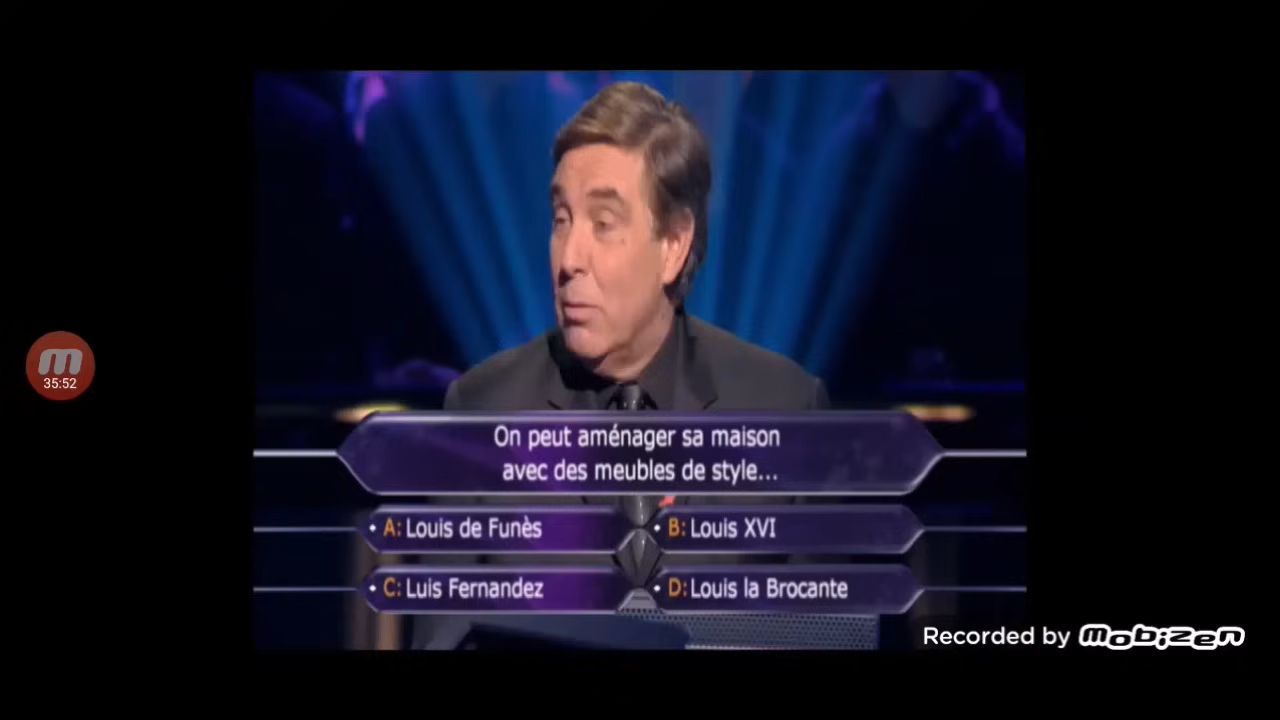 On peut aménager sa maison
avec des meubles de style...
A: Louis de Funès
B: Louis XVI
C: Luis Fernandez
D: Louis la Brocante
35:52
Recorded by mobizen